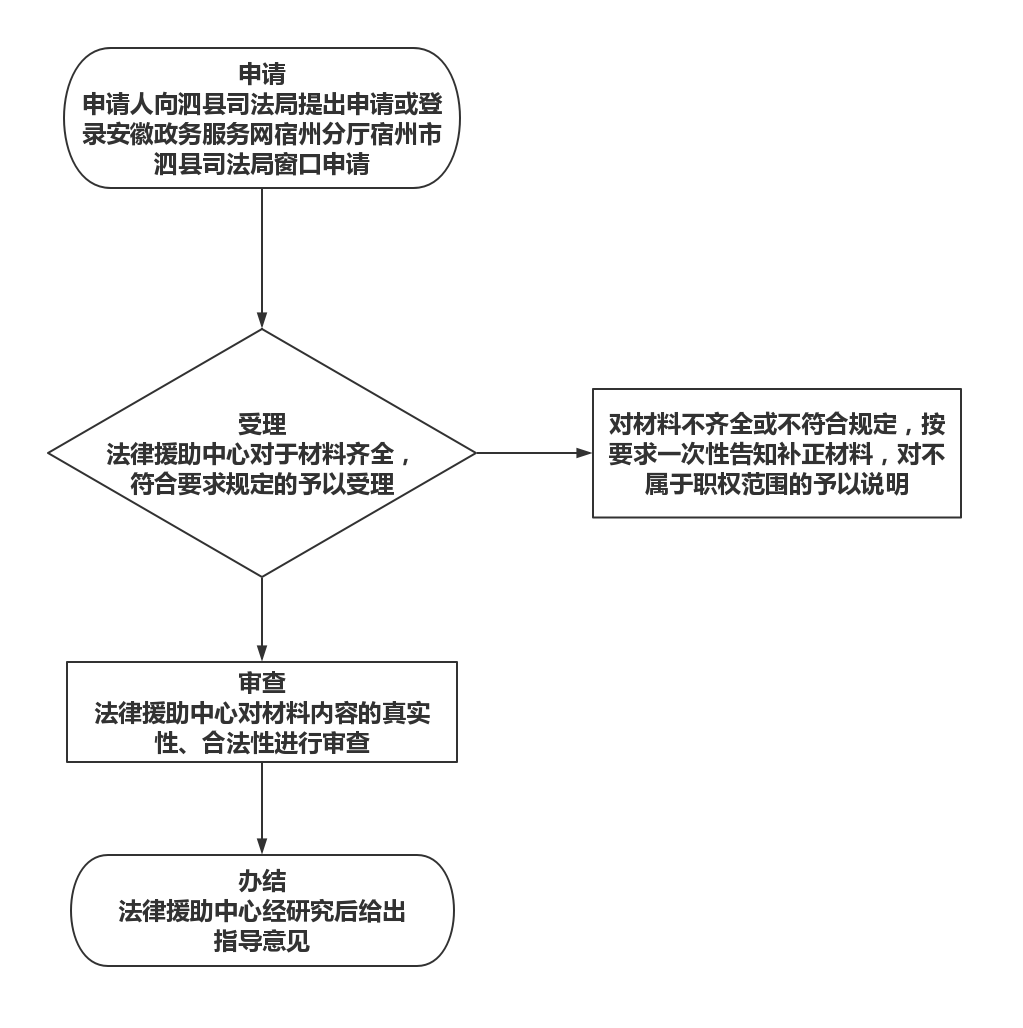 申请
申请人向泗县司法局提出申请或登
录安徽政务服务网宿州分厅宿州市
泗县司法局窗口申请
受理
法律援助中心对于材料齐全，
符合要求规定的予以受理
对材料不齐全或不符合规定，按
要求一次性告知补正材料，对不
属于职权范围的予以说明
审查
法律援助中心对材料内容的真实
性、合法性进行审查
办结
法律援助中心经研究后给出
指导意见